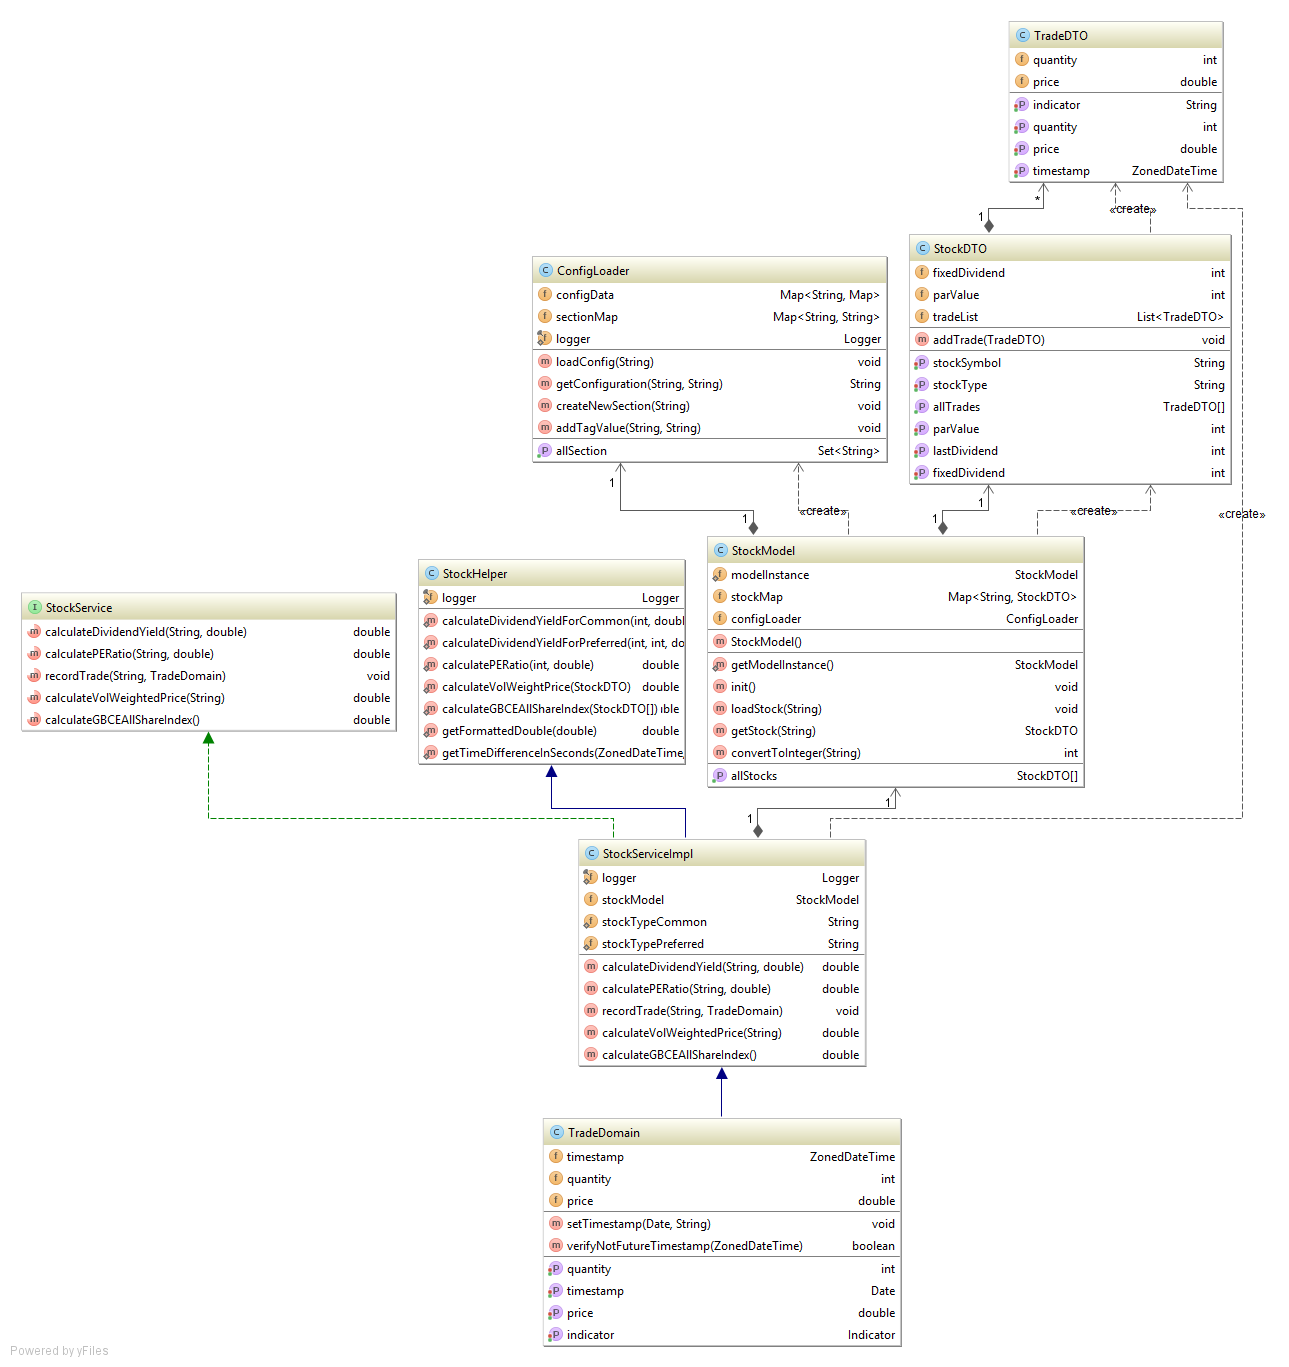 C TradeDTO
f quantity int
f price double
P indicator String
P quantity int
P price double
P timestamp ZonedDateTime
*
1
«create»
C StockDTO
f fixedDividend int
f parValue int
f tradeList List<TradeDTO>
m addTrade(TradeDTO) void
P stockSymbol String
P stockType String
P allTrades TradeDTO[]
P parValue int
P lastDividend int
P fixedDividend int
C ConfigLoader
f configData Map<String, Map>
f sectionMap Map<String, String>
f logger Logger
m loadConfig(String) void
m getConfiguration(String, String) String
m createNewSection(String) void
m addTagValue(String, String) void
P allSection Set<String>
1
1
«create»
1
1
«create»
«create»
C StockModel
f modelInstance StockModel
f stockMap Map<String, StockDTO>
f configLoader ConfigLoader
m StockModel()
m getModelInstance() StockModel
m init() void
m loadStock(String) void
m getStock(String) StockDTO
m convertToInteger(String) int
P allStocks StockDTO[]
C StockHelper
f logger Logger
m calculateDividendYieldForCommon(int, doubl
m calculateDividendYieldForPreferred(int, int, do
m calculatePERatio(int, double) double
m calculateVolWeightPrice(StockDTO) double
m calculateGBCEAllShareIndex(StockDTO[]) ible
m getFormattedDouble(double) double
m getTimeDifferenceInSeconds(ZonedDateTime,
I StockService
m calculateDividendYield(String, double) double
m calculatePERatio(String, double) double
m recordTrade(String, TradeDomain) void
m calculateVolWeightedPrice(String) double
m calculateGBCEAllShareIndex() double
1
1
C StockServiceImpl
f logger Logger
f stockModel StockModel
f stockTypeCommon String
f stockTypePreferred String
m calculateDividendYield(String, double) double
m calculatePERatio(String, double) double
m recordTrade(String, TradeDomain) void
m calculateVolWeightedPrice(String) double
m calculateGBCEAllShareIndex() double
C TradeDomain
f timestamp ZonedDateTime
f quantity int
f price double
m setTimestamp(Date, String) void
m verifyNotFutureTimestamp(ZonedDateTime) boolean
P quantity int
P timestamp Date
P price double
P indicator Indicator
Powered by yFiles